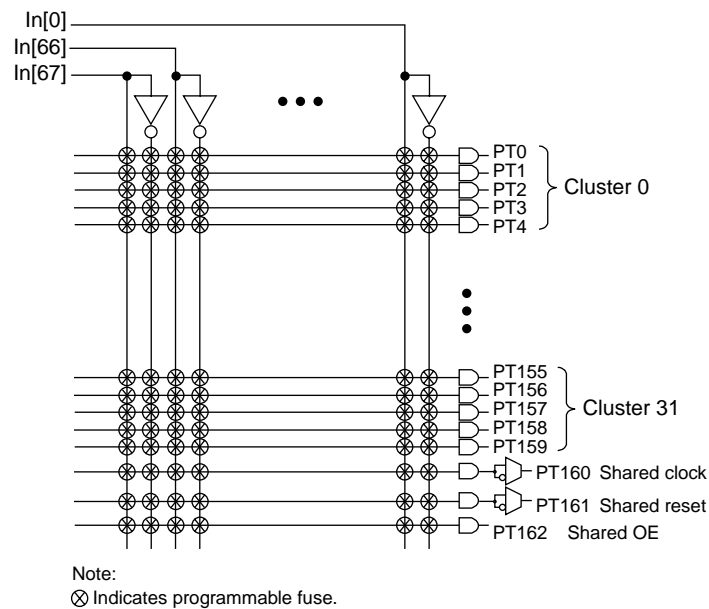 In[0]
In[66]
In[67]
PT0
PT1
PT2
PT3
PT4
Cluster 0
PT155
PT156
PT157
PT158
PT159
Cluster 31
PT160 Shared clock
PT161 Shared reset
PT162 Shared OE
Note:
Indicates programmable fuse.